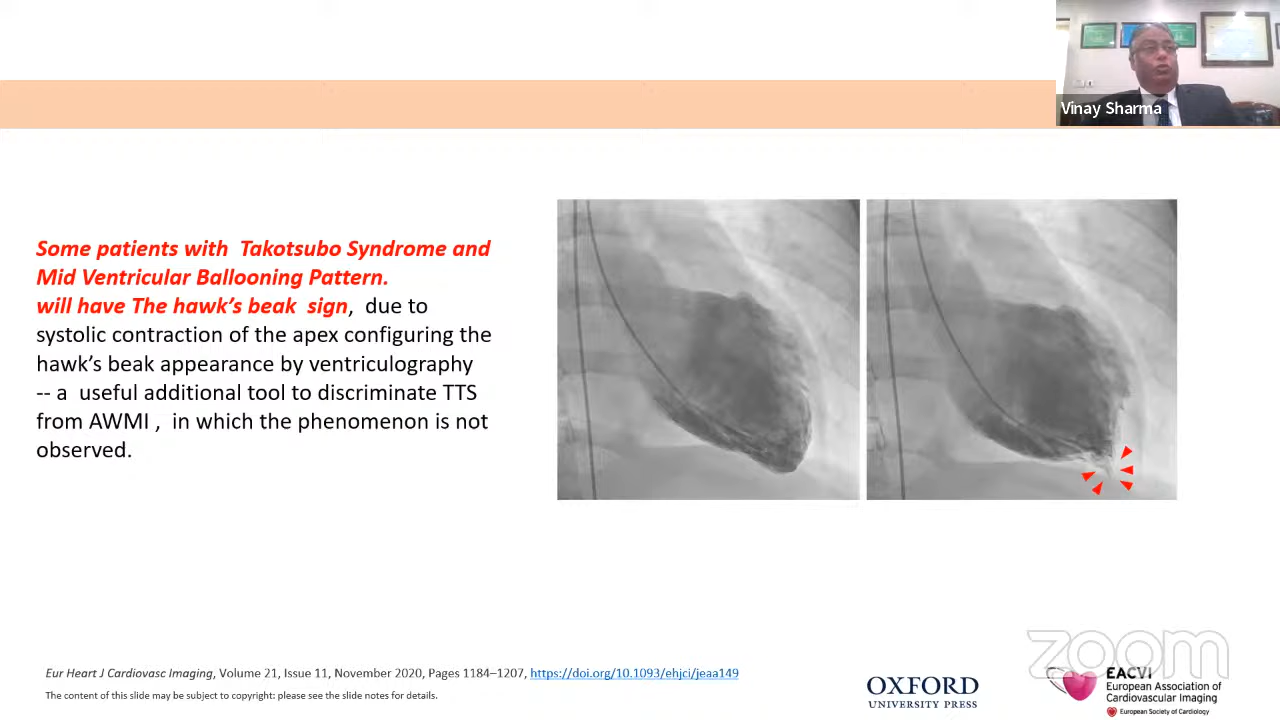 Vinay Sharma
Some patients with Takotsubo Syndrome and
Mid Ventricular Ballooning Pattern.
will have The hawk's beak sign, due to
systolic contraction of the apex configuring the
hawk's beak appearance by ventriculography
-- a useful additional tool to discriminate TTS
from AWMI , in which the phenomenon is not
observed.
Eur Heart J Cardiovasc Imaging, Volume 21, Issue 11, November 2020, Pages 1184–1207, https://doi.org/10.1093/ehjci/jeaa149
The content of this slide may be subject to copyright: please see the slide notes for details.
OXFORD
UNIVERSITY PRESS
zoom
EACVI
European Association of
Cardiovascular Imaging
European Society of Cardiology